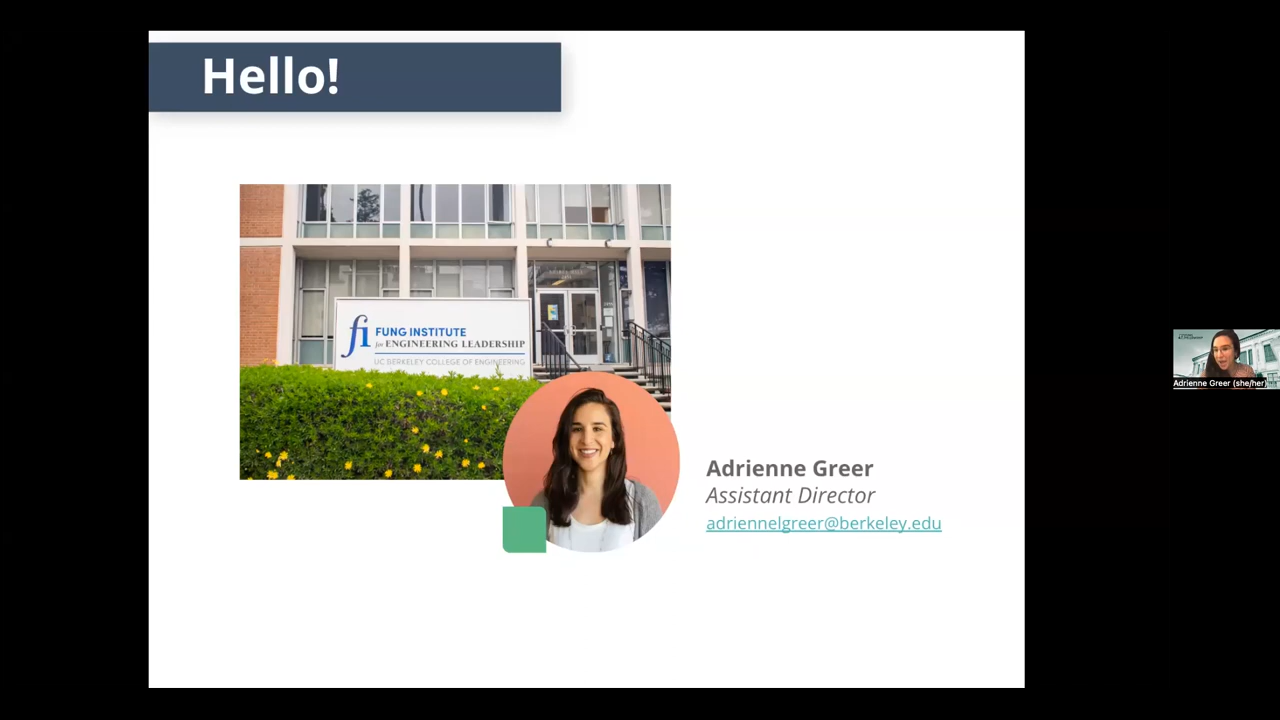 Hello!
fi FUNG INSTITUTE
for ENGINEERING LEADERSHIP
UC BERKELEY COLLEGE OF ENGINEERING
Adrienne Greer
Assistant Director
adriennelgreer@berkeley.edu
Adrienne Greer (she/her)